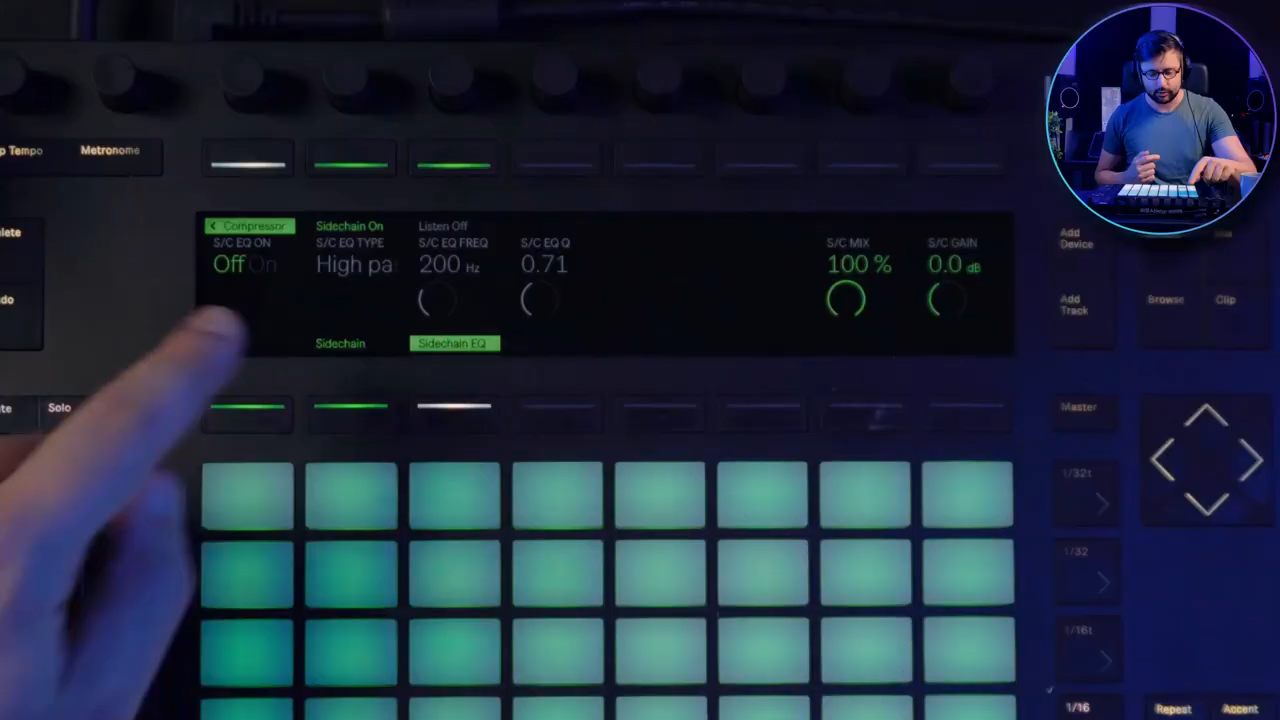 p Tempo
Metronome
< Compressor
Sidechain On
Listen Off
S/C EQ ON
S/C EQ TYPE
S/C EQ FREQ
S/C EQ Q
S/C MIX
S/C GAIN
Off On
High pa
200 Hz
0.71
100 %
0.0 dB
Sidechain
Sidechain EQ
lete
do
te
Solo
Add
Device
Add
Track
Browse
Clip
Master
1/32t
1/32
1/16t
1/16
Repeat
Accent